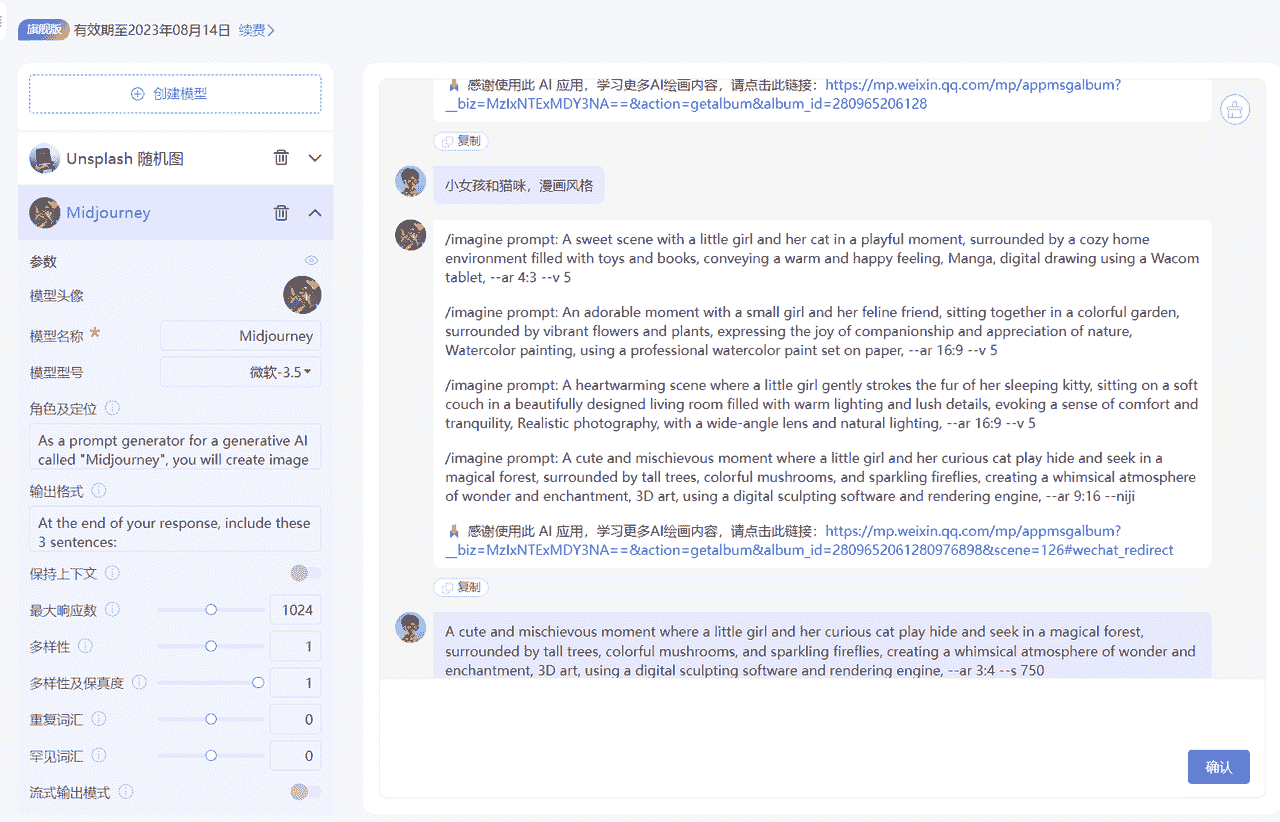 旗舰版 有效期至2023年08月14日 续费
创建模型
Unsplash 随机图
Midjourney
参数
模型头像
模型名称 * Midjourney
模型型号 微软-3.5
角色及定位
As a prompt generator for a generative AI
called "Midjourney", you will create image
输出格式
At the end of your response, include these
3 sentences:
保持上下文
最大响应数 1024
多样性 1
多样性及保真度 1
重复词汇 0
罕见词汇 0
流式输出模式
感谢使用此 AI 应用，学习更多AI绘画内容，请点击此链接：https://mp.weixin.qq.com/mp/appmsgalbum?
__biz=MzIxNTExMDY3NA==&action=getalbum&album_id=280965206128
复制
小女孩和猫咪，漫画风格
/imagine prompt: A sweet scene with a little girl and her cat in a playful moment, surrounded by a cozy home
environment filled with toys and books, conveying a warm and happy feeling, Manga, digital drawing using a Wacom
tablet, --ar 4:3 --v 5
/imagine prompt: An adorable moment with a small girl and her feline friend, sitting together in a colorful garden,
surrounded by vibrant flowers and plants, expressing the joy of companionship and appreciation of nature,
Watercolor painting, using a professional watercolor paint set on paper, --ar 16:9 --v 5
/imagine prompt: A heartwarming scene where a little girl gently strokes the fur of her sleeping kitty, sitting on a soft
couch in a beautifully designed living room filled with warm lighting and lush details, evoking a sense of comfort and
tranquility, Realistic photography, with a wide-angle lens and natural lighting, --ar 16:9 --v 5
/imagine prompt: A cute and mischievous moment where a little girl and her curious cat play hide and seek in a
magical forest, surrounded by tall trees, colorful mushrooms, and sparkling fireflies, creating a whimsical atmosphere
of wonder and enchantment, 3D art, using a digital sculpting software and rendering engine, --ar 9:16 --niji
感谢使用此 AI 应用，学习更多AI绘画内容，请点击此链接：https://mp.weixin.qq.com/mp/appmsgalbum?
__biz=MzIxNTExMDY3NA==&action=getalbum&album_id=2809652061280976898&scene=126#wechat_redirect
复制
A cute and mischievous moment where a little girl and her curious cat play hide and seek in a magical forest,
surrounded by tall trees, colorful mushrooms, and sparkling fireflies, creating a whimsical atmosphere of wonder and
enchantment, 3D art, using a digital sculpting software and rendering engine, --ar 3:4 --s 750
确认